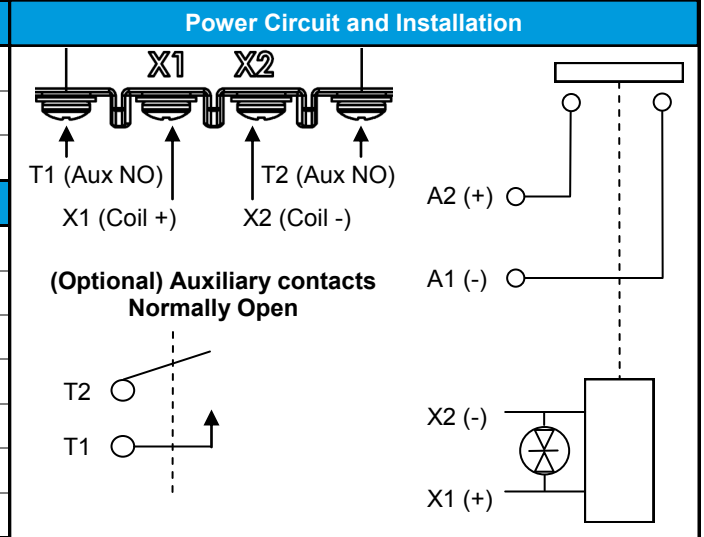 Power Circuit and Installation
X1 X2
T1 (Aux NO) T2 (Aux NO)
X1 (Coil +) X2 (Coil -)
(Optional) Auxiliary contacts
Normally Open
T2
T1
A2 (+)
A1 (-)
X2 (-)
X1 (+)